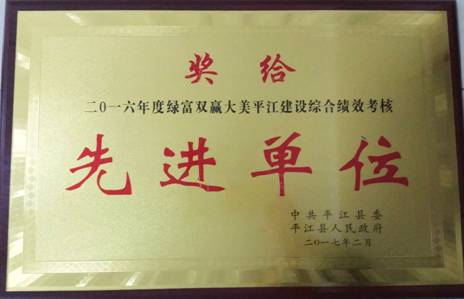 奖给
二〇一六年度绿富双赢大美平江建设综合绩效考核
先进单位
中共平江县委
平江县人民政府
二〇一七年二月